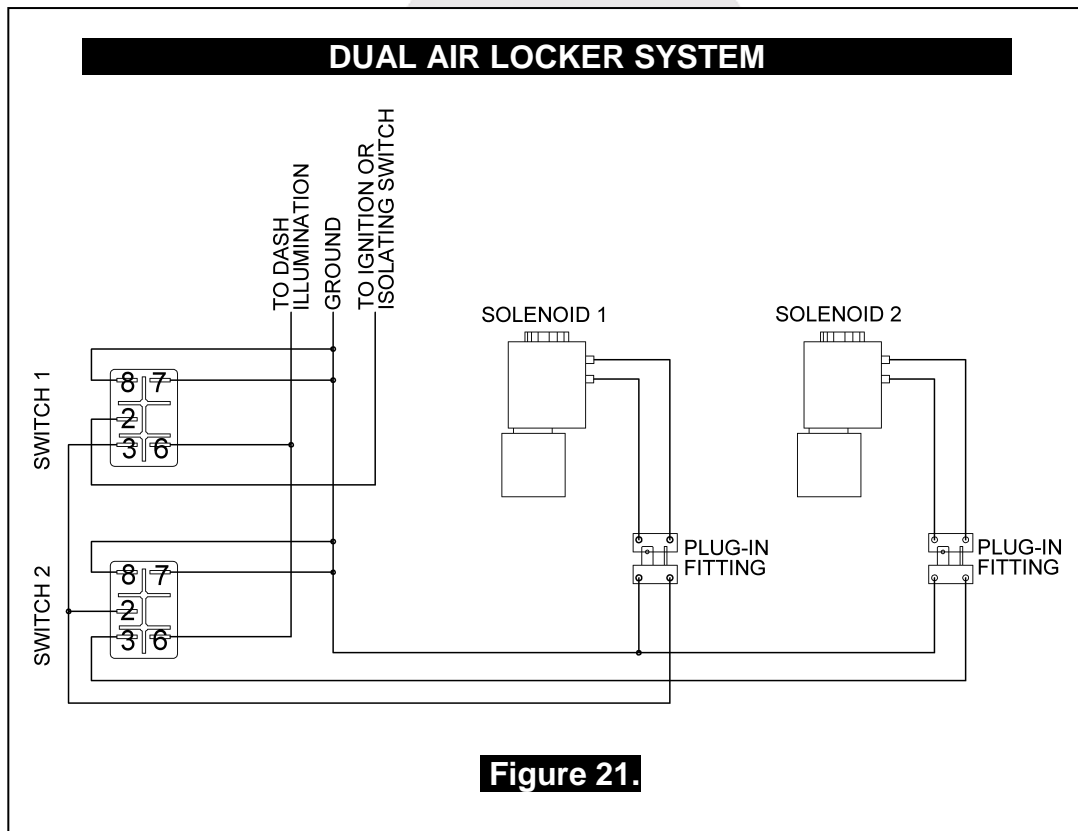 DUAL AIR LOCKER SYSTEM
TO DASH
ILLUMINATION
GROUND
TO IGNITION OR
ISOLATING SWITCH
SOLENOID 1
SOLENOID 2
SWITCH 1
8 7
2
3 6
SWITCH 2
8 7
2
3 6
PLUG-IN
FITTING
PLUG-IN
FITTING
Figure 21.